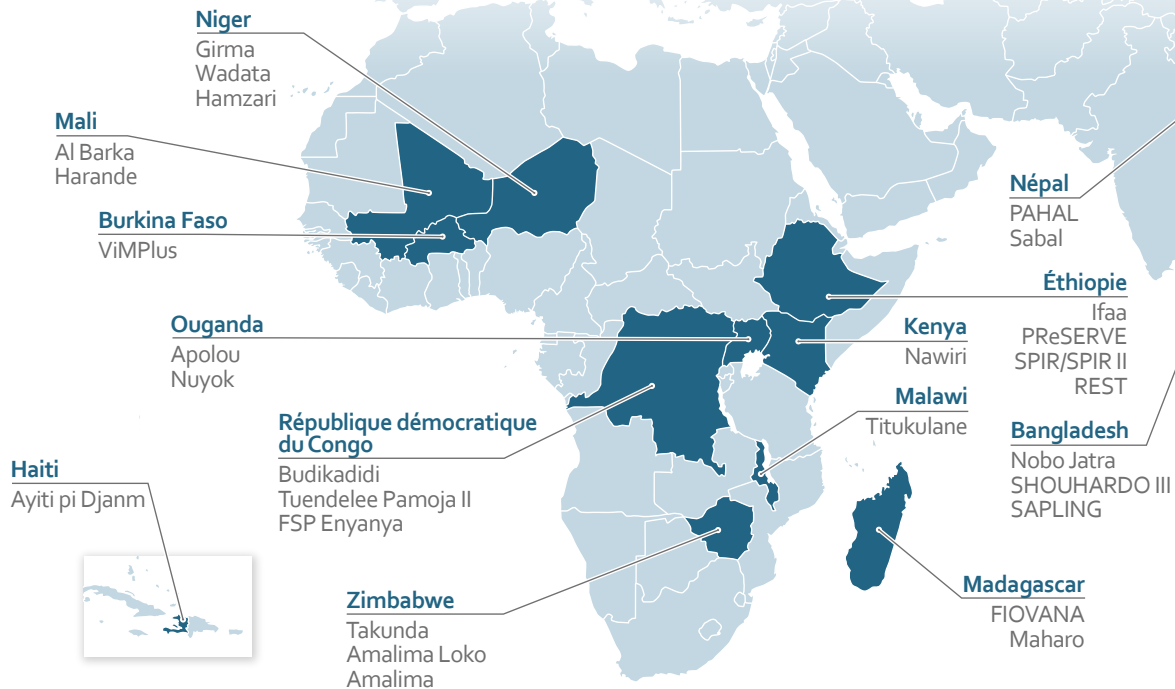 Niger
Girma
Wadata
Hamzari
Mali
Al Barka
Harande
Burkina Faso
ViMPlus
Ouganda
Apolou
Nuyok
République démocratique
du Congo
Budikadidi
Tuendelee Pamoja II
FSP Enyanya
Haiti
Ayiti pi Djanm
Zimbabwe
Takunda
Amalima Loko
Amalima
Népal
PAHAL
Sabal
Éthiopie
Ifaa
PReSERVE
SPIR/SPIR II
REST
Kenya
Nawiri
Malawi
Titukulane
Bangladesh
Nobo Jatra
SHOUHARDO III
SAPLING
Madagascar
FIOVANA
Maharo